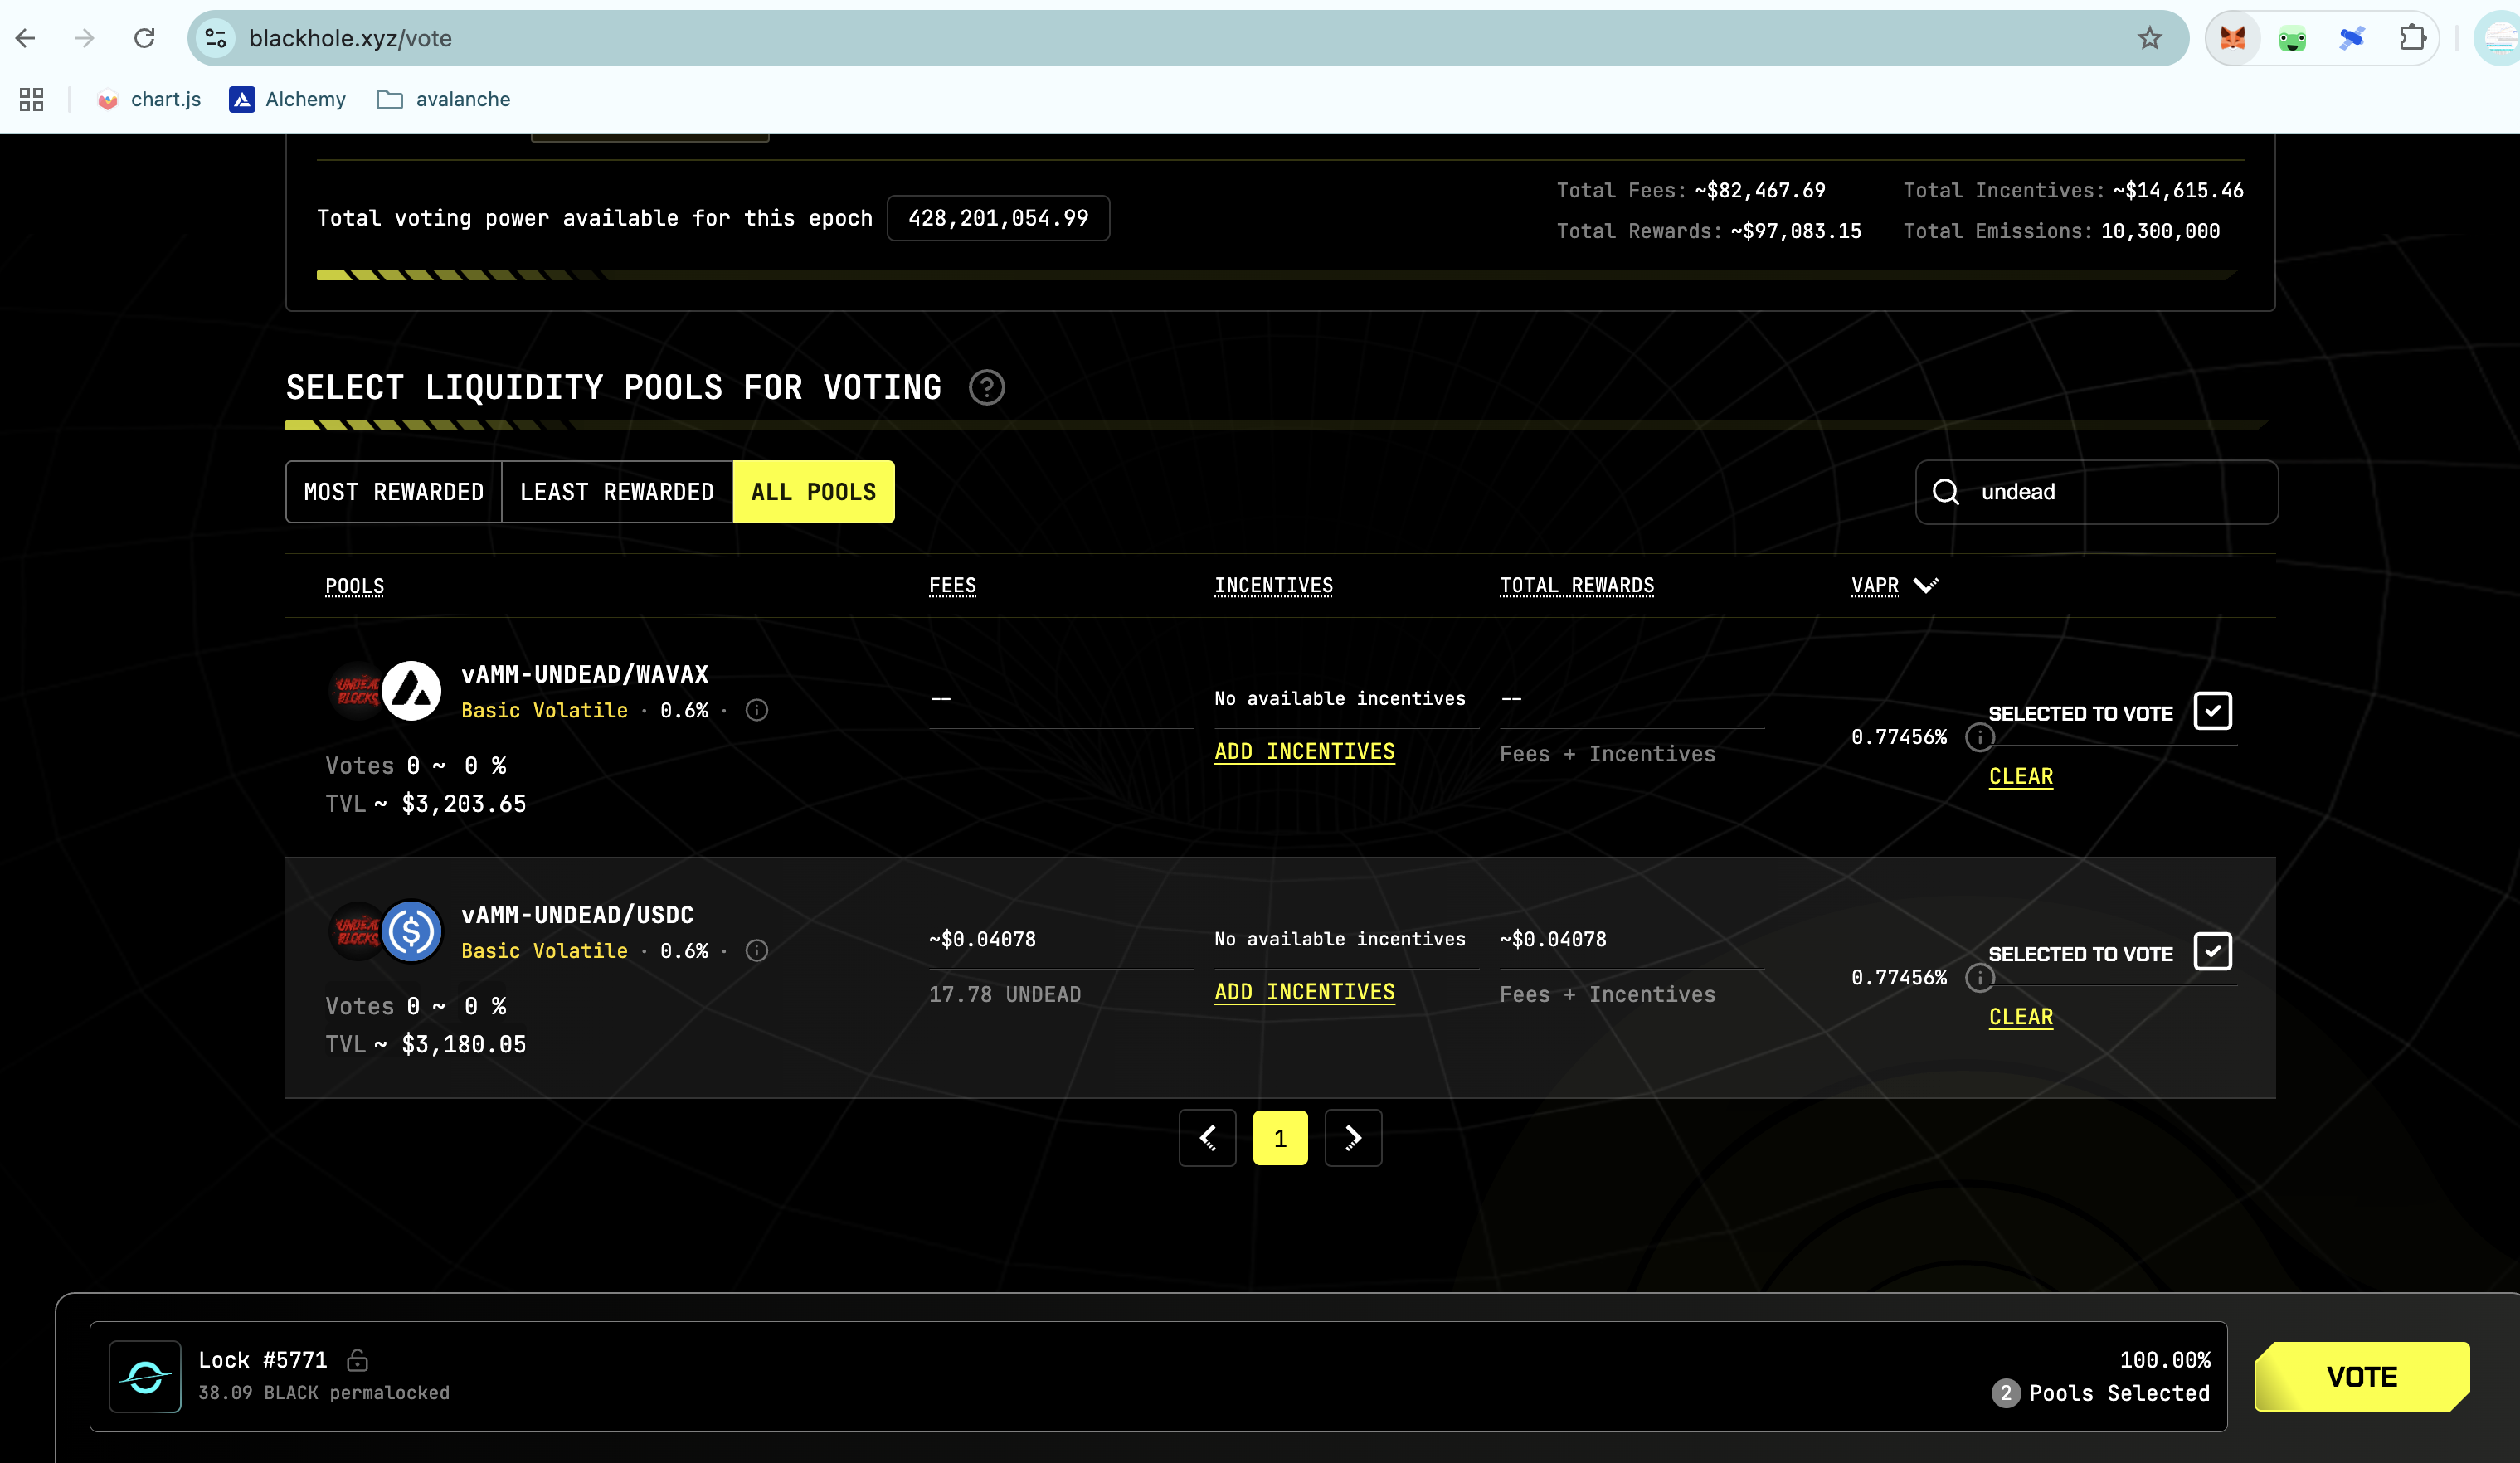 blackhole.xyz/vote
chart.js
Alchemy
avalanche
Total voting power available for this epoch 428,201,054.99
Total Fees: ~$82,467.69 Total Incentives: ~$14,615.46
Total Rewards: ~$97,083.15 Total Emissions: 10,300,000
SELECT LIQUIDITY POOLS FOR VOTING ?
MOST REWARDED LEAST REWARDED ALL POOLS
undead
POOLS FEES INCENTIVES TOTAL REWARDS VAPR
UNDEAD BLOCKS
vAMM-UNDEAD/WAVAX
Basic Volatile · 0.6% ·
Votes 0 ~ 0 %
TVL ~ $3,203.65
--
No available incentives
ADD INCENTIVES
--
Fees + Incentives
0.77456%
SELECTED TO VOTE
CLEAR
UNDEAD BLOCKS
vAMM-UNDEAD/USDC
Basic Volatile · 0.6% ·
Votes 0 ~ 0 %
TVL ~ $3,180.05
~$0.04078
17.78 UNDEAD
No available incentives
ADD INCENTIVES
~$0.04078
Fees + Incentives
0.77456%
SELECTED TO VOTE
CLEAR
1
Lock #5771
38.09 BLACK permalocked
100.00%
2 Pools Selected
VOTE